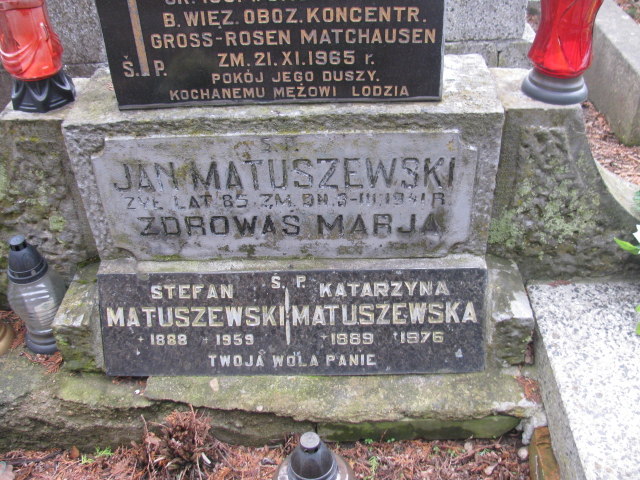 B. WIĘZ. OBOZ. KONCENTR.
GROSS-ROSEN MATCHAUSEN
Ś. P. ZM. 21.XI.1965 r.
POKÓJ JEGO DUSZY.
KOCHANEMU MĘŻOWI LODZIA
Ś.P.
JAN MATUSZEWSKI
ŻYŁ LAT 85. ZM. DN. 3-III.1941 R.
ZDROWAŚ MARJA
Ś. P.
STEFAN KATARZYNA
MATUSZEWSKI MATUSZEWSKA
1888 1959 1889 1976
TWOJA WOLA PANIE